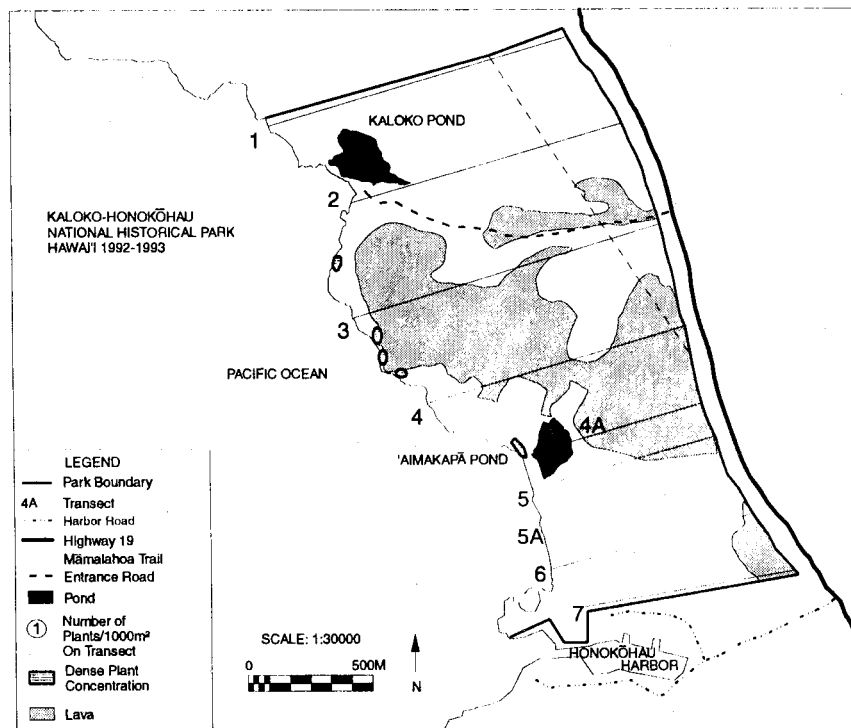 KALOKO POND
1
2
KALOKO-HONOKŌHAU
NATIONAL HISTORICAL PARK
HAWAI'I 1992-1993
3
PACIFIC OCEAN
4
4A
'AIMAKAPĀ POND
5
5A
6
7
HONOKŌHAU
HARBOR
LEGEND
Park Boundary
4A Transect
Harbor Road
Highway 19
Māmalahoa Trail
Entrance Road
Pond
1 Number of
Plants/1000m²
On Transect
Dense Plant
Concentration
Lava
SCALE: 1:30000
0 500M
N